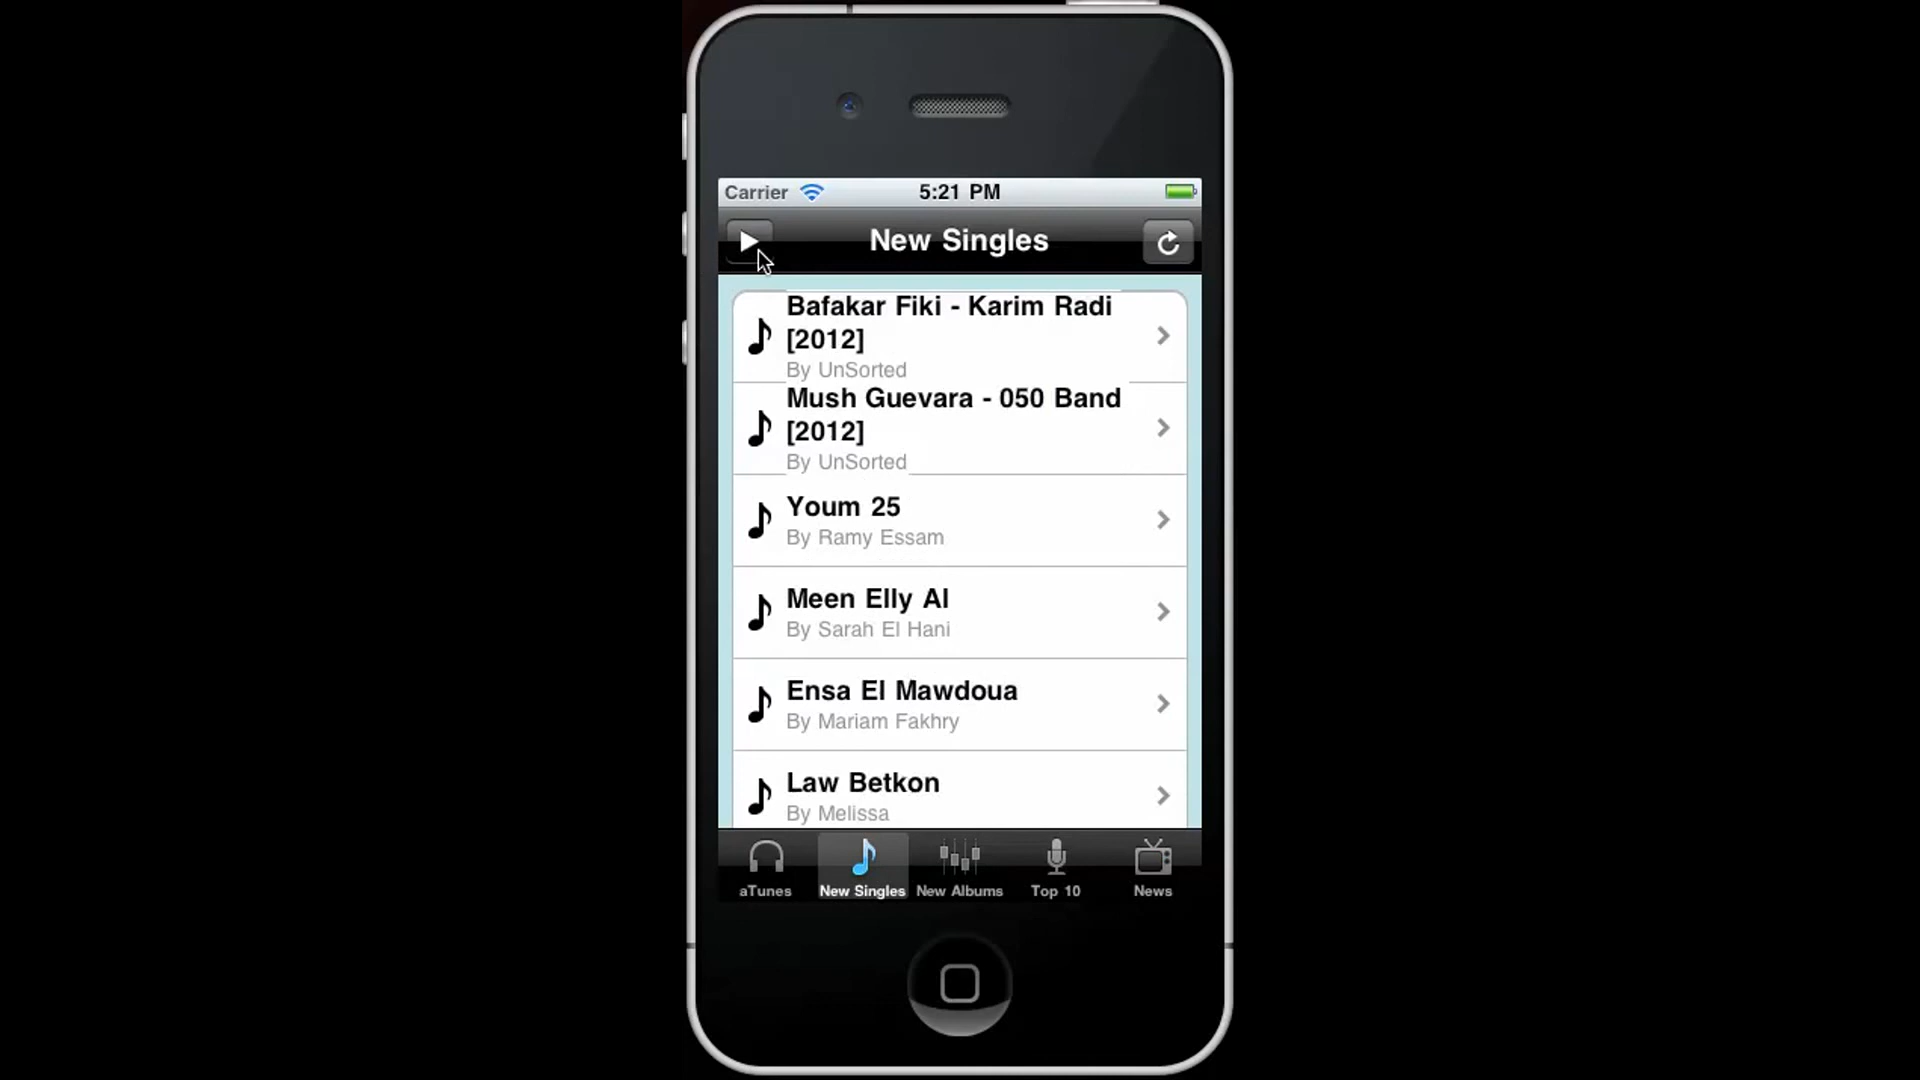 Carrier 5:21 PM
New Singles
Bafakar Fiki - Karim Radi
[2012]
By UnSorted
Mush Guevara - 050 Band
[2012]
By UnSorted
Youm 25
By Ramy Essam
Meen Elly Al
By Sarah El Hani
Ensa El Mawdoua
By Mariam Fakhry
Law Betkon
By Melissa
aTunes New Singles New Albums Top 10 News